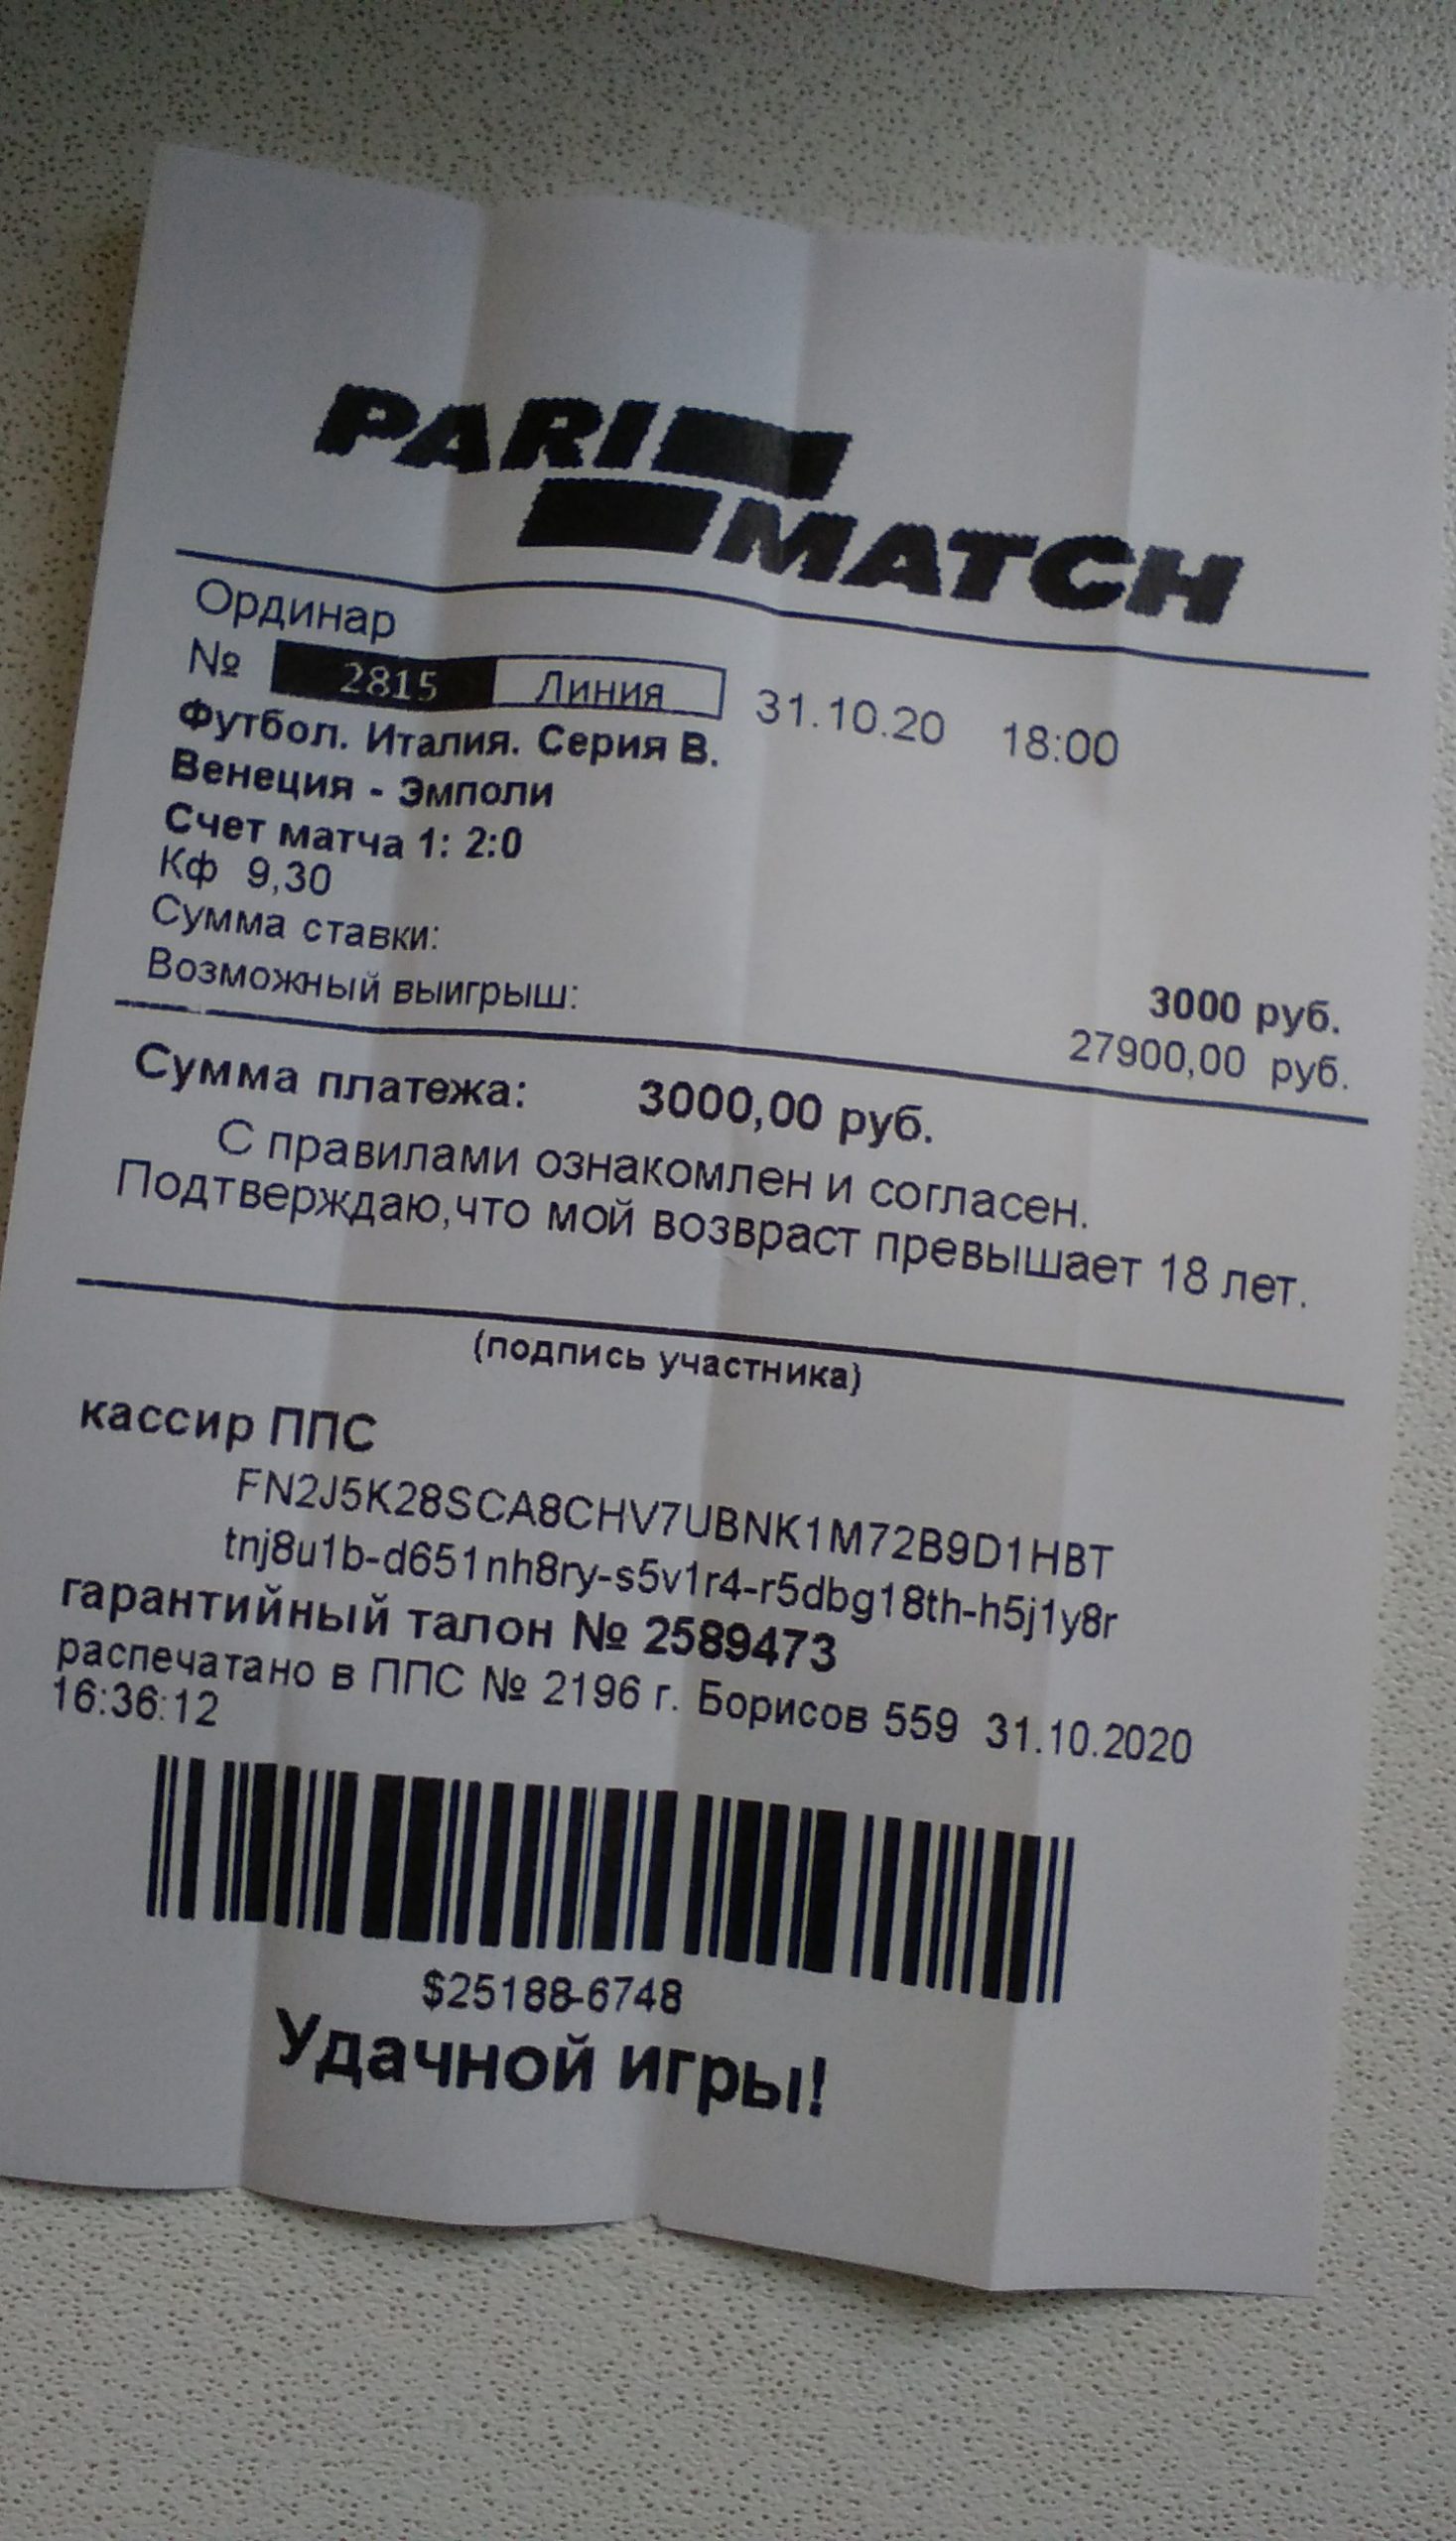 PARI
MATCH
Ординар
№ 2815 Линия 31.10.20 18:00
Футбол. Италия. Серия В.
Венеция - Эмполи
Счет матча 1: 2:0
Кф 9,30
Сумма ставки: 3000 руб.
Возможный выигрыш: 27900,00 руб.
Сумма платежа: 3000,00 руб.
С правилами ознакомлен и согласен.
Подтверждаю,что мой возвраст превышает 18 лет.
(подпись участника)
кассир ППС
FN2J5K28SCA8CHV7UBNK1M72B9D1HBT
tnj8u1b-d651nh8ry-s5v1r4-r5dbg18th-h5j1y8r
гарантийный талон № 2589473
распечатано в ППС № 2196 г. Борисов 559 31.10.2020
16:36:12
$25188-6748
Удачной игры!